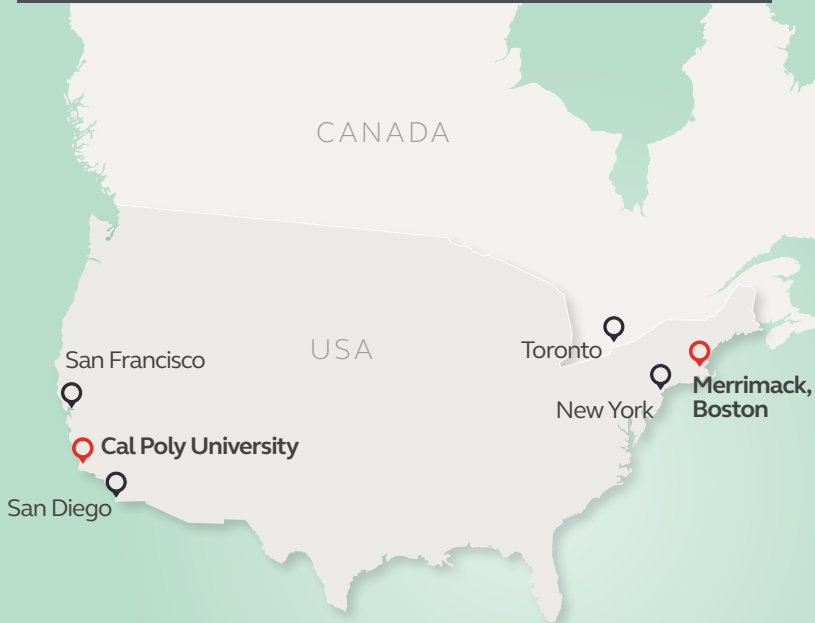 CANADA
USA
San Francisco
Toronto
Merrimack,
Boston
New York
Cal Poly University
San Diego